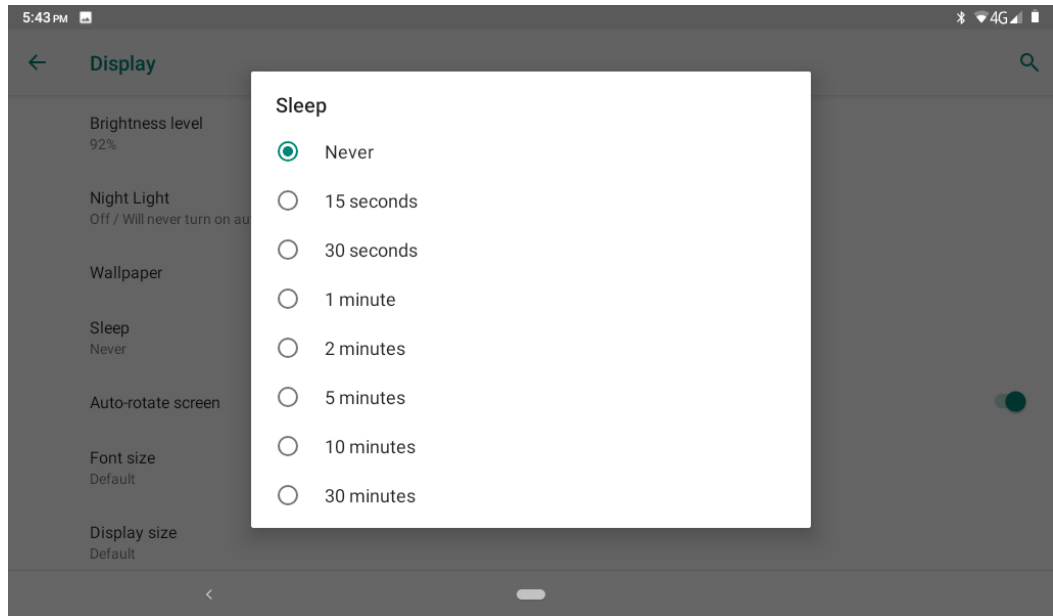 5:43 PM
4G
Display
Brightness level
92%
Night Light
Off / Will never turn on au
Wallpaper
Sleep
Never
Auto-rotate screen
Font size
Default
Display size
Default
Sleep
Never
15 seconds
30 seconds
1 minute
2 minutes
5 minutes
10 minutes
30 minutes